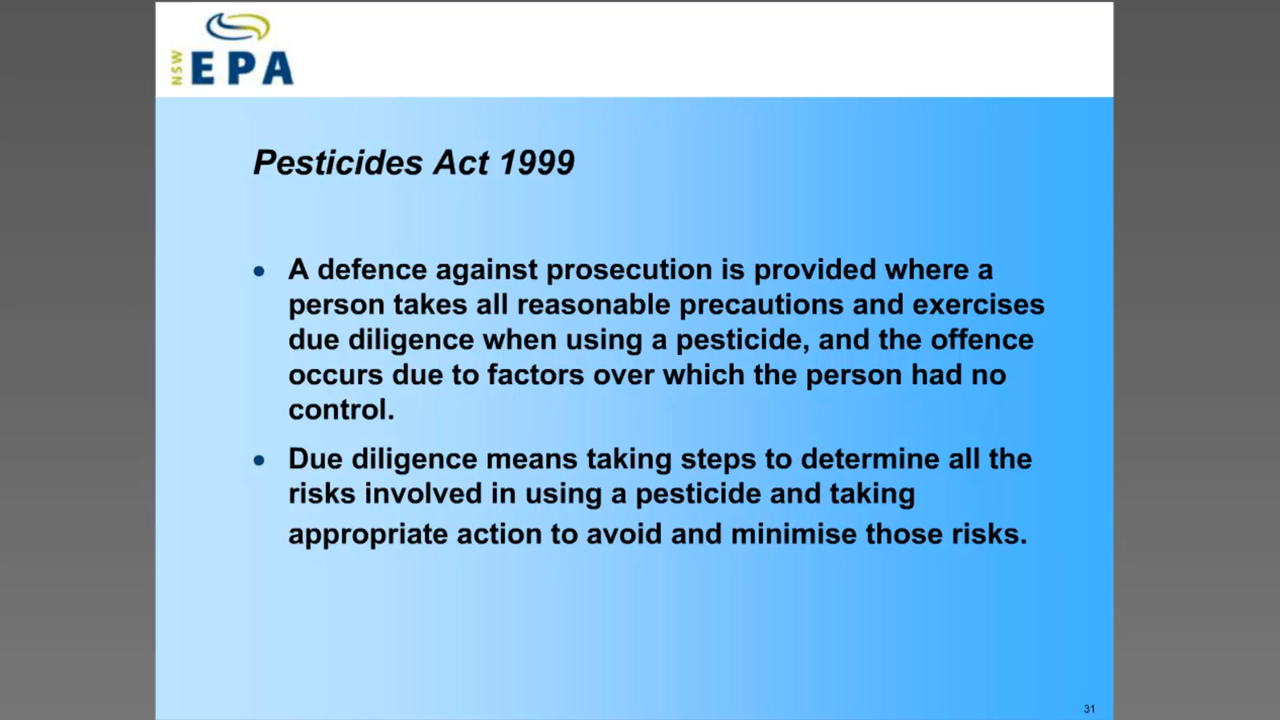 NSW EPA
Pesticides Act 1999
• A defence against prosecution is provided where a
person takes all reasonable precautions and exercises
due diligence when using a pesticide, and the offence
occurs due to factors over which the person had no
control.
• Due diligence means taking steps to determine all the
risks involved in using a pesticide and taking
appropriate action to avoid and minimise those risks.
31